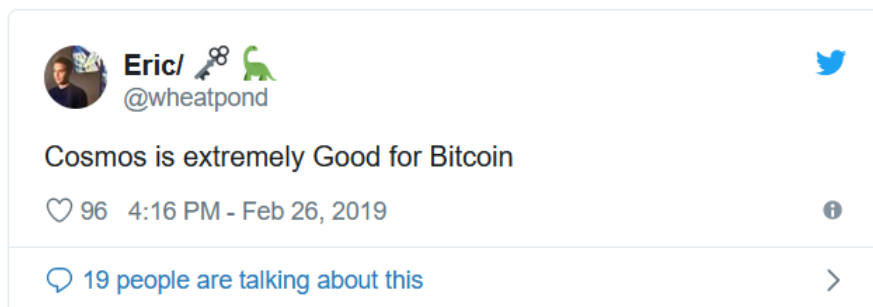 Eric/ 🗝 🦕
@wheatpond
Cosmos is extremely Good for Bitcoin
96 4:16 PM - Feb 26, 2019
19 people are talking about this